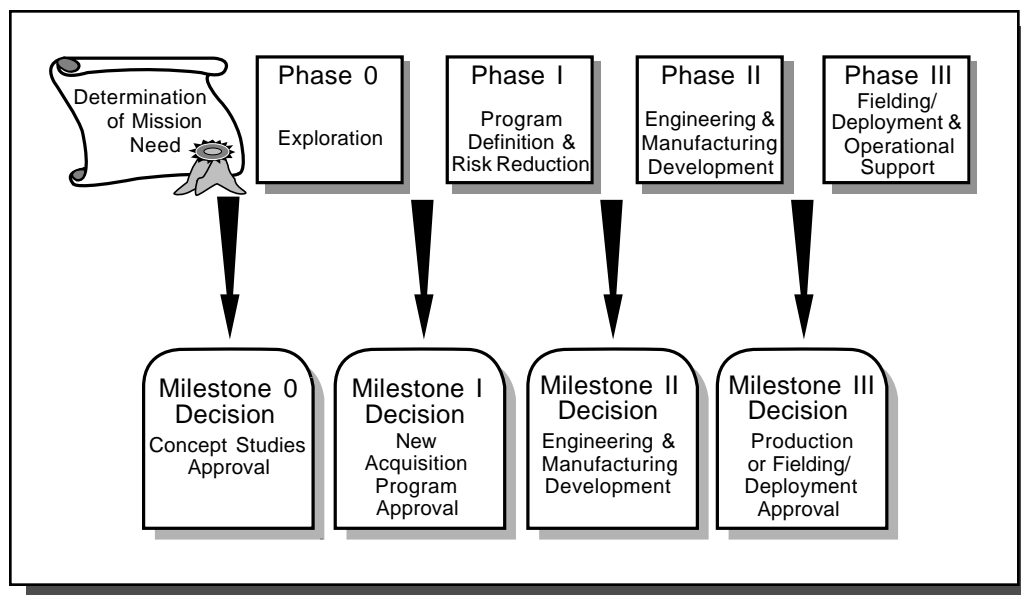 Determination
of Mission
Need
Phase 0
Exploration
Phase I
Program
Definition &
Risk Reduction
Phase II
Engineering &
Manufacturing
Development
Phase III
Fielding/
Deployment &
Operational
Support
Milestone 0
Decision
Concept Studies
Approval
Milestone I
Decision
New
Acquisition
Program
Approval
Milestone II
Decision
Engineering &
Manufacturing
Development
Milestone III
Decision
Production
or Fielding/
Deployment
Approval